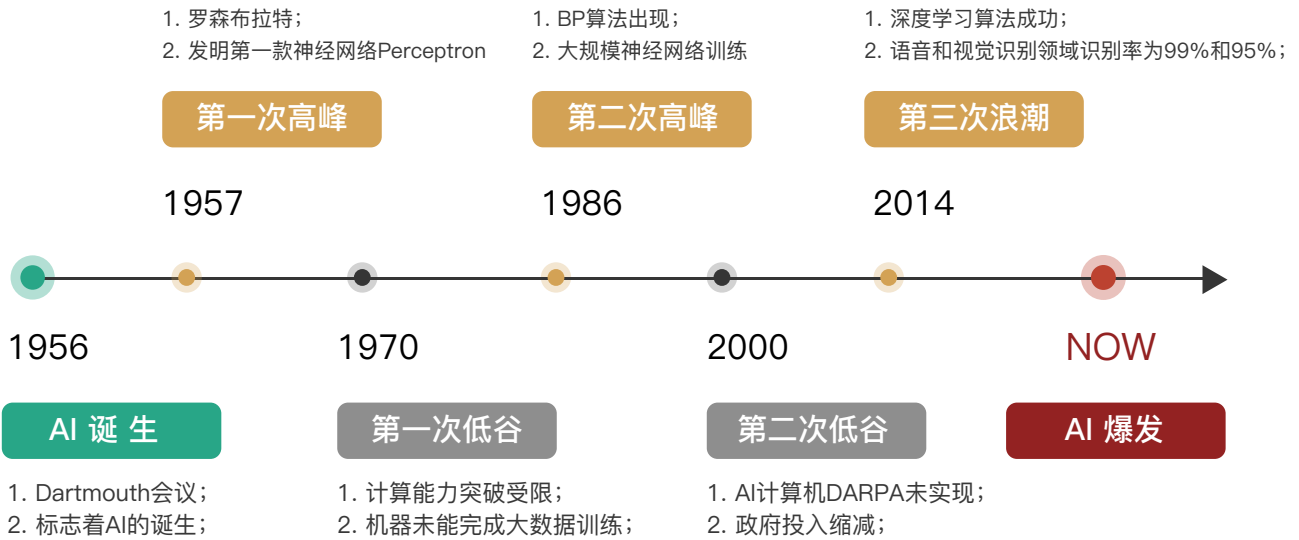 1. 罗森布拉特；
2. 发明第一款神经网络Perceptron
第一次高峰
1957
1. BP算法出现；
2. 大规模神经网络训练
第二次高峰
1986
1. 深度学习算法成功；
2. 语音和视觉识别领域识别率为99%和95%；
第三次浪潮
2014
1956
AI 诞 生
1. Dartmouth会议；
2. 标志着AI的诞生；
1970
第一次低谷
1. 计算能力突破受限；
2. 机器未能完成大数据训练；
2000
第二次低谷
1. AI计算机DARPA未实现；
2. 政府投入缩减；
NOW
AI 爆发